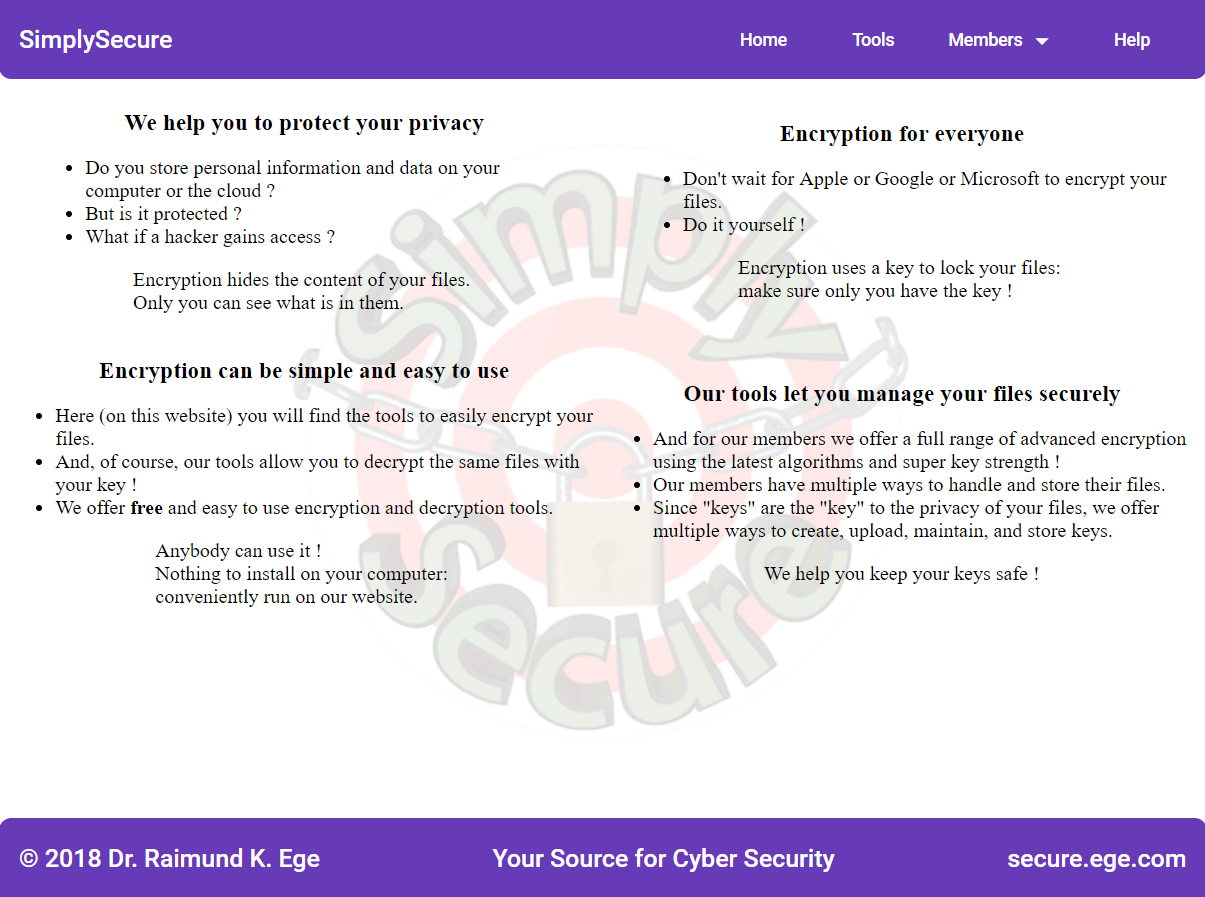 SimplySecure
Home
Tools
Members
Help
We help you to protect your privacy
Do you store personal information and data on your
computer or the cloud ?
But is it protected ?
What if a hacker gains access ?
Encryption hides the content of your files.
Only you can see what is in them.
Encryption for everyone
Don't wait for Apple or Google or Microsoft to encrypt your
files.
Do it yourself !
Encryption uses a key to lock your files:
make sure only you have the key !
Encryption can be simple and easy to use
Here (on this website) you will find the tools to easily encrypt your
files.
And, of course, our tools allow you to decrypt the same files with
your key !
We offer free and easy to use encryption and decryption tools.
Anybody can use it !
Nothing to install on your computer:
conveniently run on our website.
Our tools let you manage your files securely
And for our members we offer a full range of advanced encryption
using the latest algorithms and super key strength !
Our members have multiple ways to handle and store their files.
Since "keys" are the "key" to the privacy of your files, we offer
multiple ways to create, upload, maintain, and store keys.
We help you keep your keys safe !
Simply
Secure
© 2018 Dr. Raimund K. Ege
Your Source for Cyber Security
secure.ege.com